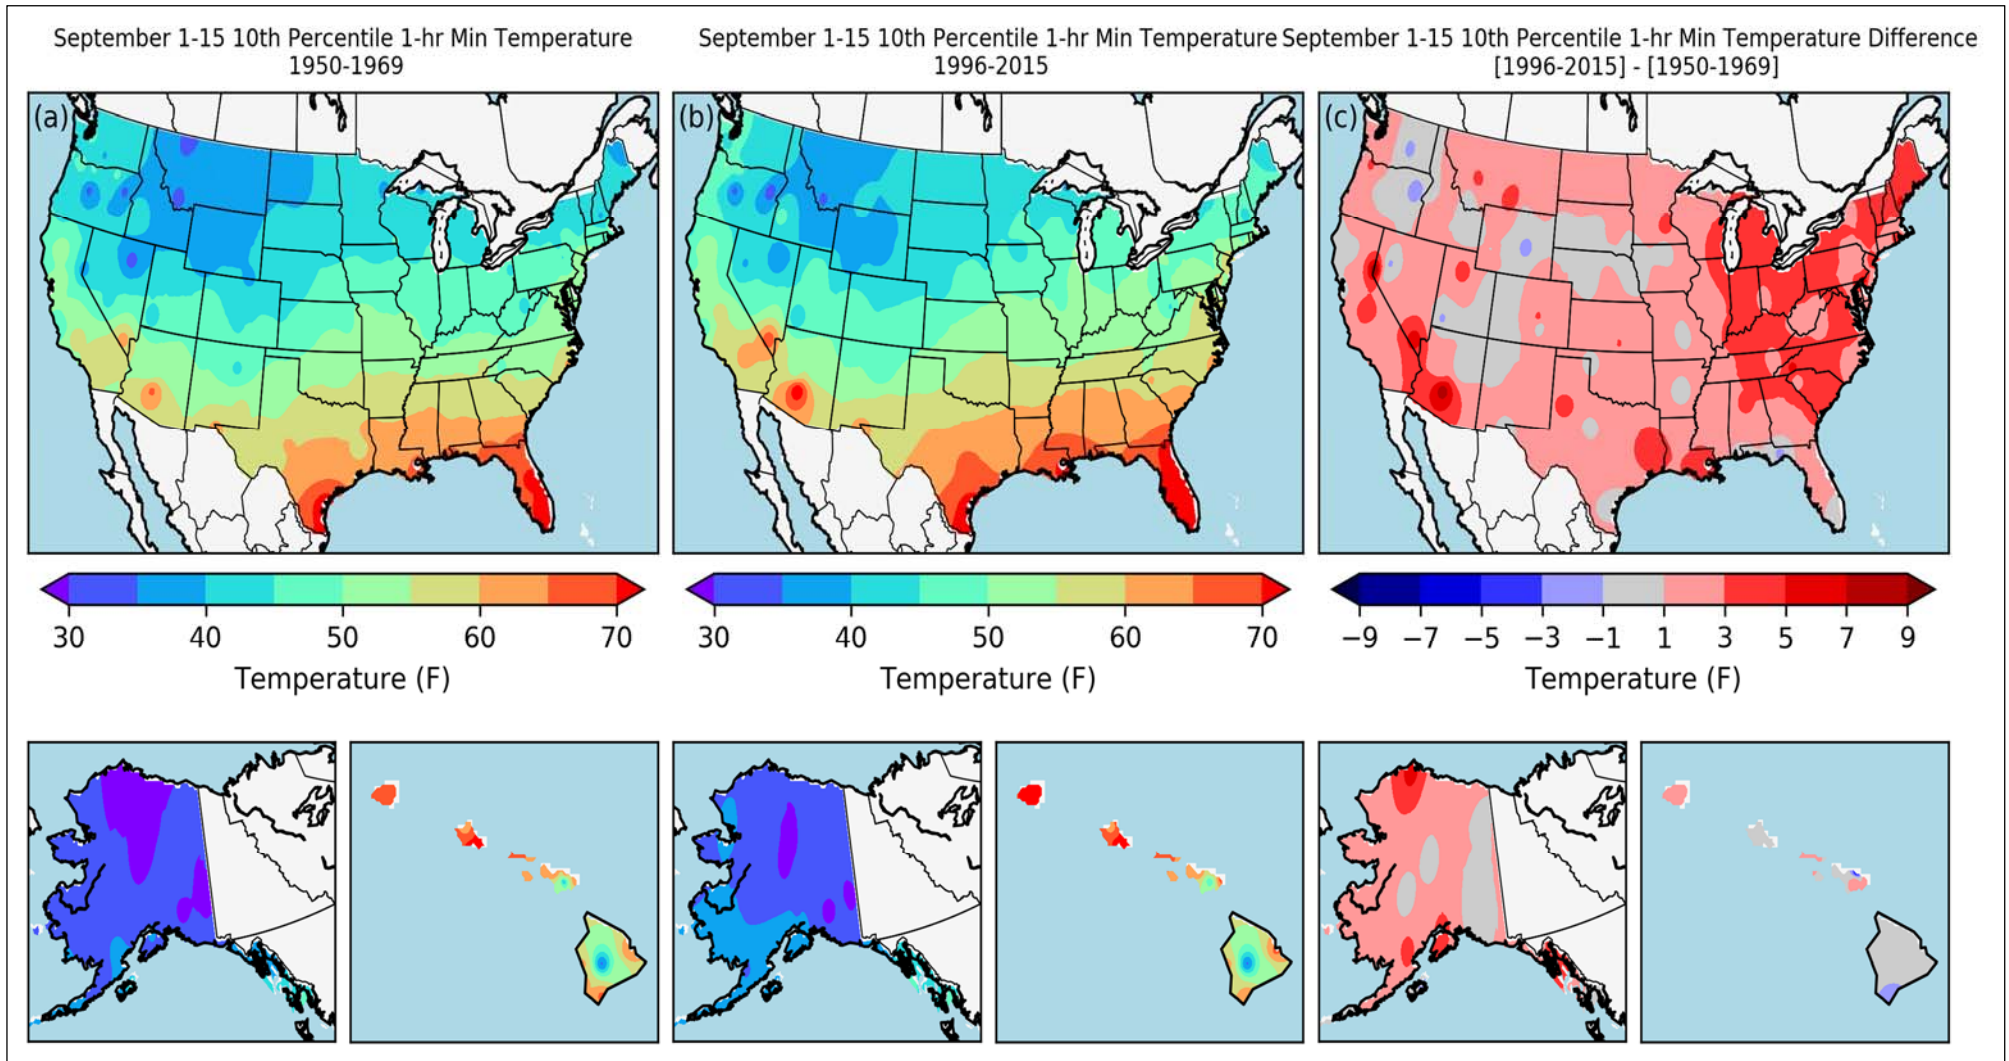 September 1-15 10th Percentile 1-hr Min Temperature
1950-1969
September 1-15 10th Percentile 1-hr Min Temperature
1996-2015
September 1-15 10th Percentile 1-hr Min Temperature Difference
[1996-2015] - [1950-1969]
(a)
(b)
(c)
30 40 50 60 70
Temperature (F)
30 40 50 60 70
Temperature (F)
−9 −7 −5 −3 −1 1 3 5 7 9
Temperature (F)